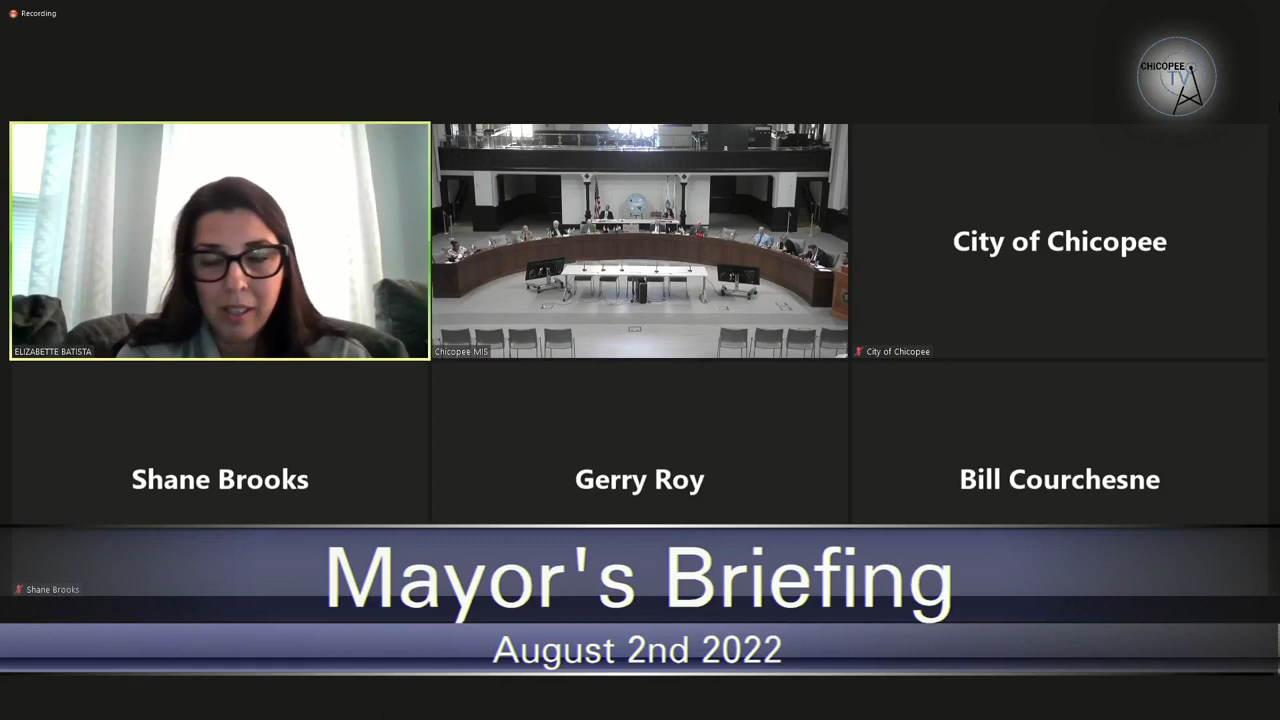 Recording
CHICOPEE
TV
ELIZABETTE BATISTA
Chicopee MIS
City of Chicopee
City of Chicopee
Shane Brooks
Gerry Roy
Bill Courchesne
Shane Brooks
Mayor's Briefing
August 2nd 2022